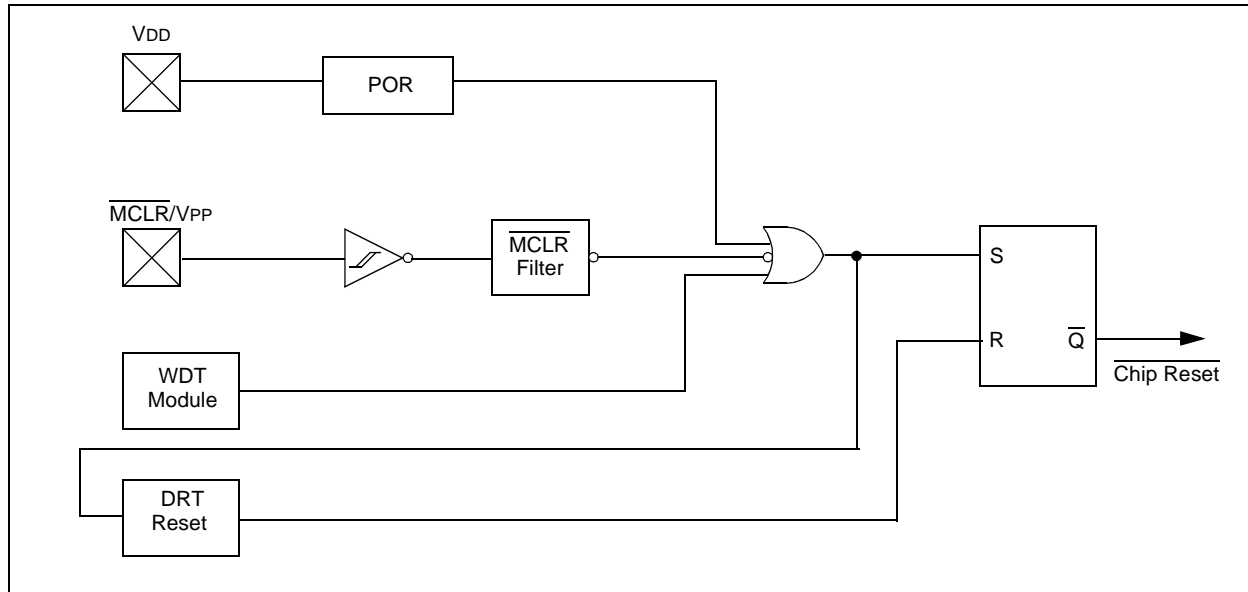 VDD
POR
MCLR/VPP
MCLR
Filter
S
R
Q
Chip Reset
WDT
Module
DRT
Reset